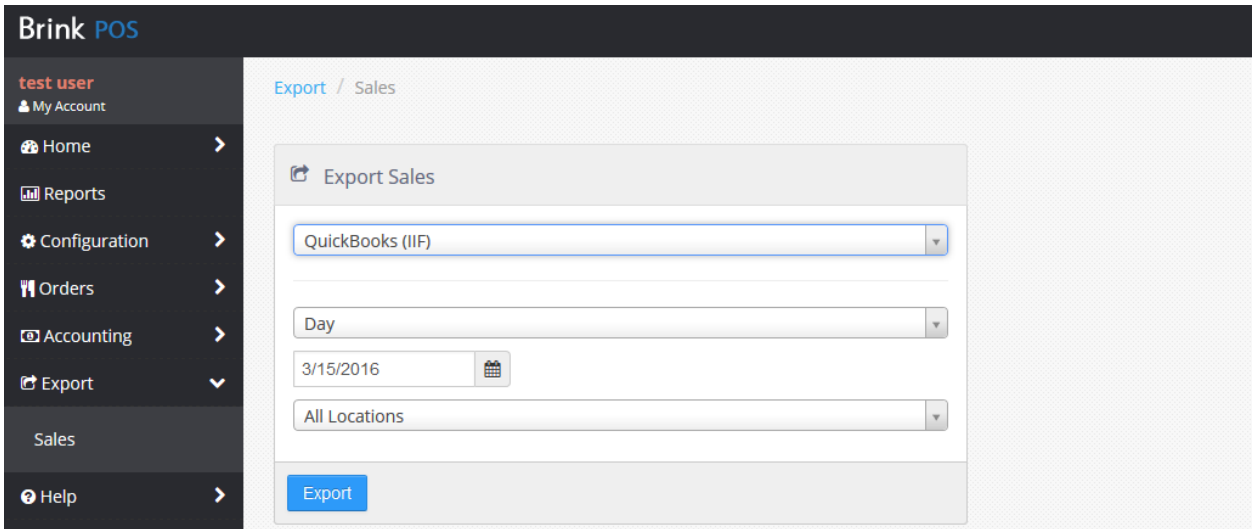 Brink POS
test user
My Account
Home
Reports
Configuration
Orders
Accounting
Export
Sales
Help
Export / Sales
Export Sales
QuickBooks (IIF)
Day
3/15/2016
All Locations
Export